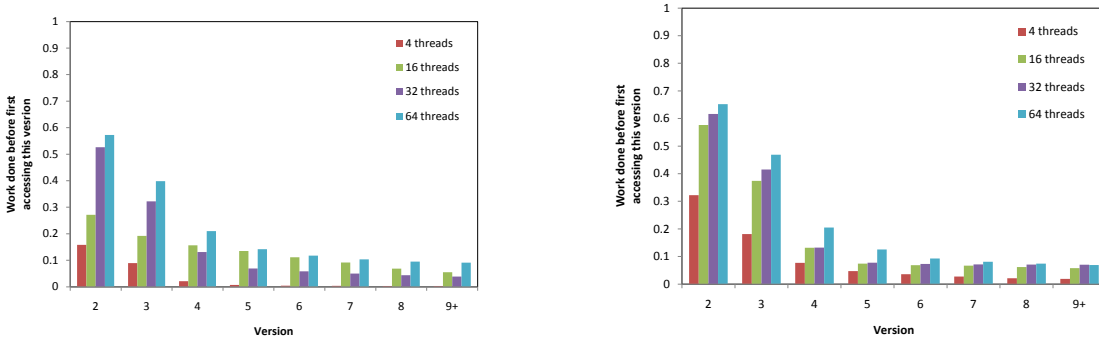 1
0.9
0.8
0.7
0.6
0.5
0.4
0.3
0.2
0.1
0
Work done before first
accessing this vesrion
4 threads
16 threads
32 threads
64 threads
2 3 4 5 6 7 8 9+
Version
1
0.9
0.8
0.7
0.6
0.5
0.4
0.3
0.2
0.1
0
Work done before first
accessing this version
4 threads
16 threads
32 threads
64 threads
2 3 4 5 6 7 8 9+
Version